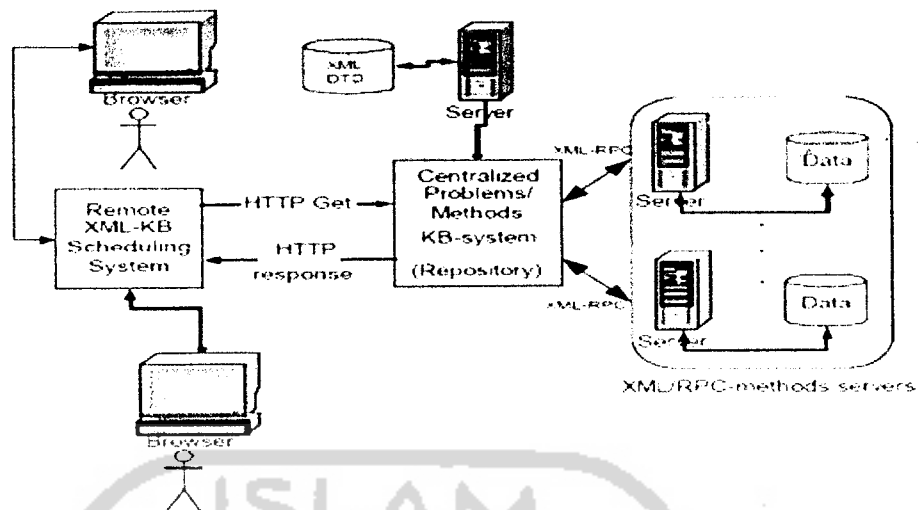 Browser
XML
DTD
Server
XML-RPC
Server
Data
Remote
XML-KB
Scheduling
System
HTTP Get
HTTP
response
Centralized
Problems/
Methods
KB-system
(Repository)
XML-RPC
Server
Data
XML/RPC-methods servers
Browser
ISLAM